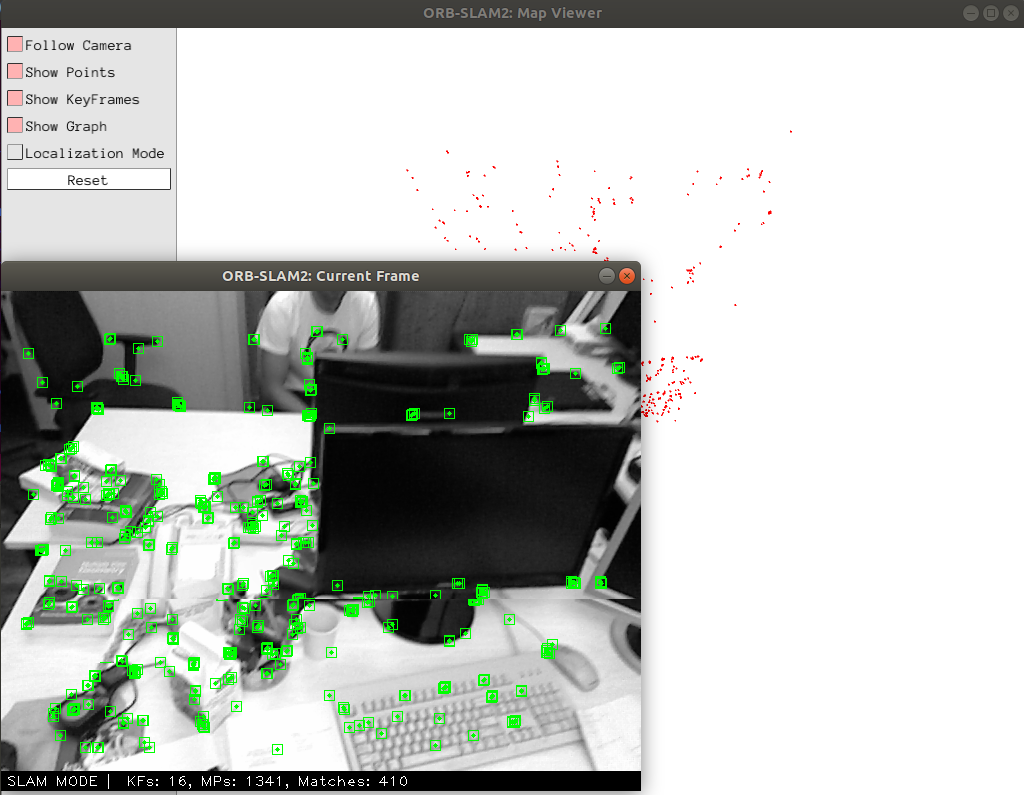 ORB-SLAM2: Map Viewer
Follow Camera
Show Points
Show KeyFrames
Show Graph
Localization Mode
Reset
ORB-SLAM2: Current Frame
SLAM MODE | KFs: 16, MPs: 1341, Matches: 410